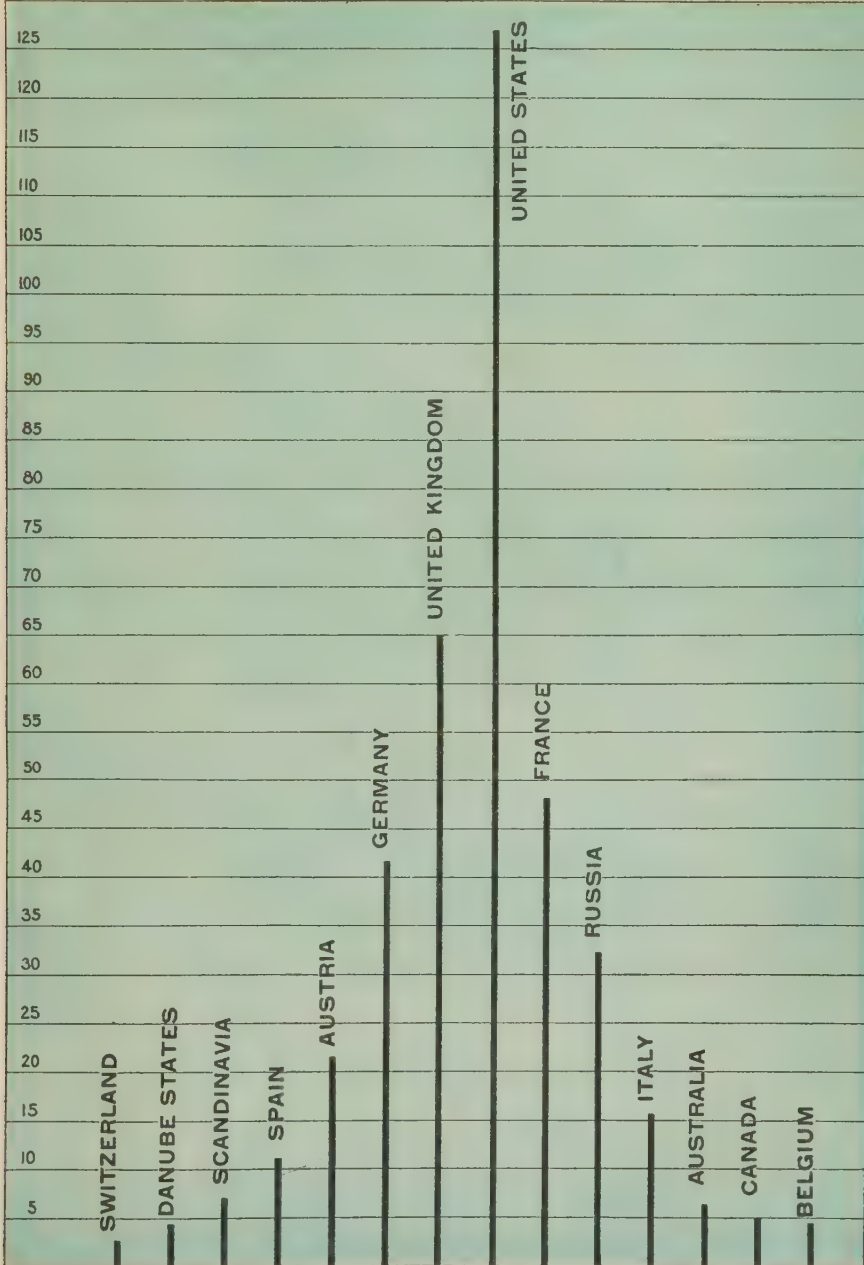 125
120
115
110
105
100
95
90
85
80
75
70
65
60
55
50
45
40
35
30
25
20
15
10
5
SWITZERLAND
DANUBE STATES
SCANDINAVIA
SPAIN
AUSTRIA
GERMANY
UNITED KINGDOM
UNITED STATES
FRANCE
RUSSIA
ITALY
AUSTRALIA
CANADA
BELGIUM